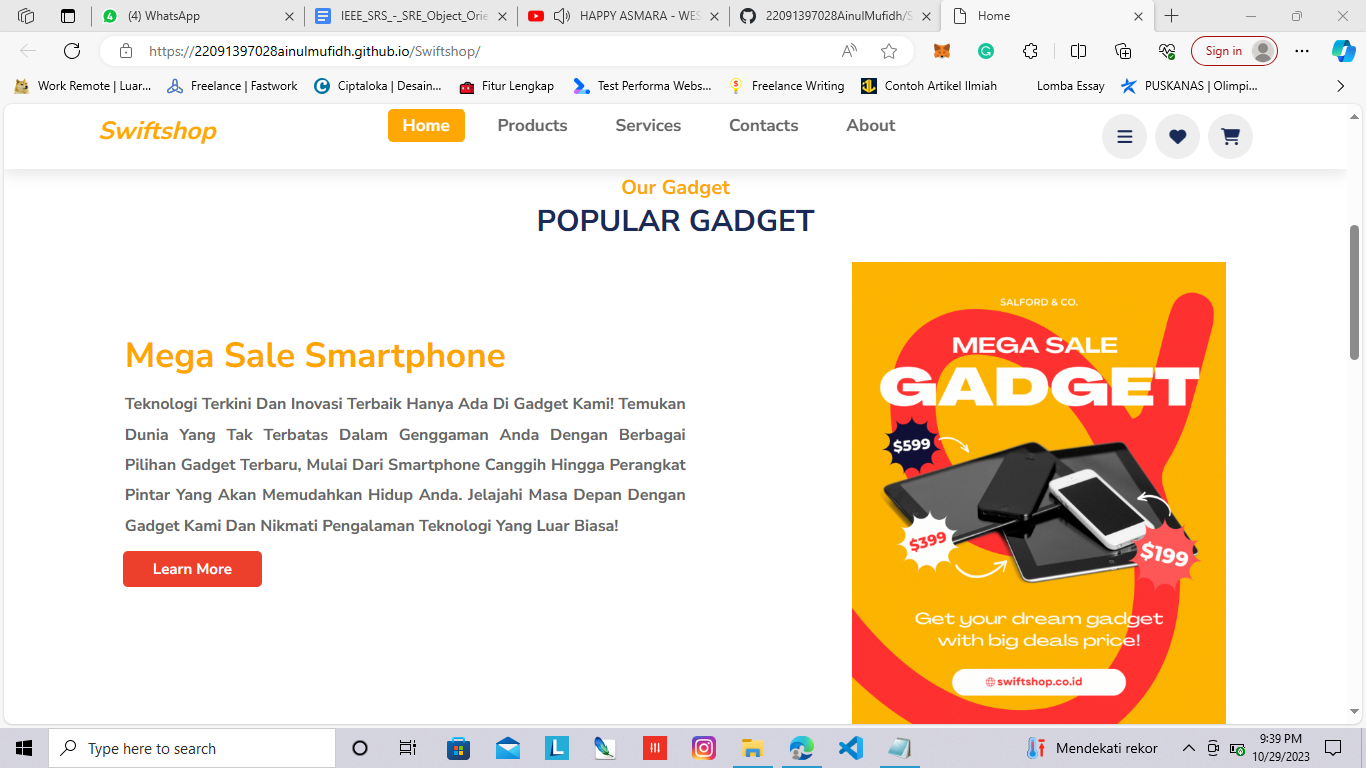 (4) WhatsApp
IEEE_SRS_-_SRE_Object_Orie
HAPPY ASMARA - WES
22091397028AinulMufidh/S
Home
https://22091397028ainulmufidh.github.io/Swiftshop/
Sign in
Work Remote | Luar...
Freelance | Fastwork
Ciptaloka | Desain...
Fitur Lengkap
Test Performa Webs...
Freelance Writing
Contoh Artikel Ilmiah
Lomba Essay
PUSKANAS | Olimpi...
Swiftshop
Home
Products
Services
Contacts
About
Our Gadget
POPULAR GADGET
Mega Sale Smartphone
Teknologi Terkini Dan Inovasi Terbaik Hanya Ada Di Gadget Kami! Temukan
Dunia Yang Tak Terbatas Dalam Genggaman Anda Dengan Berbagai
Pilihan Gadget Terbaru, Mulai Dari Smartphone Canggih Hingga Perangkat
Pintar Yang Akan Memudahkan Hidup Anda. Jelajahi Masa Depan Dengan
Gadget Kami Dan Nikmati Pengalaman Teknologi Yang Luar Biasa!
Learn More
SALFORD & CO.
MEGA SALE
GADGET
$599
$399
$199
Get your dream gadget
with big deals price!
swiftshop.co.id
Type here to search
Mendekati rekor
9:39 PM
10/29/2023